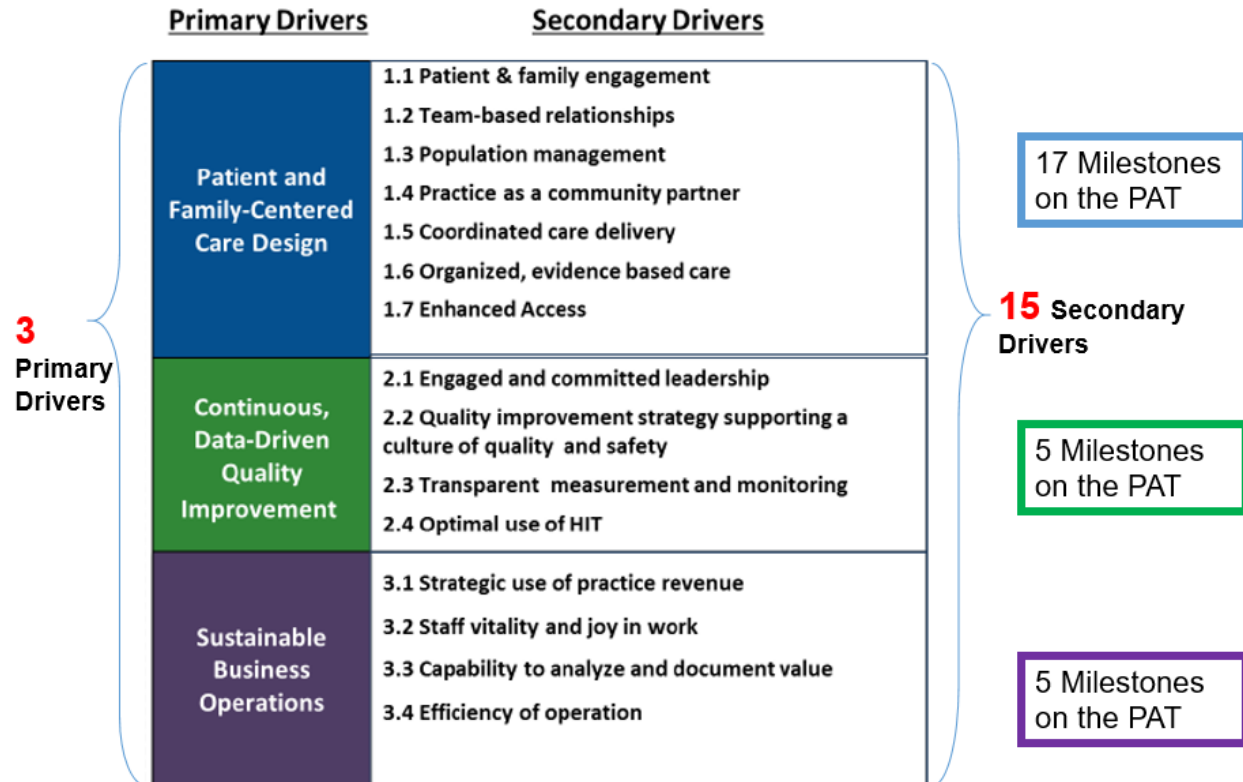 Primary Drivers
Secondary Drivers
3
Primary
Drivers
Patient and
Family-Centered
Care Design
1.1 Patient & family engagement
1.2 Team-based relationships
1.3 Population management
1.4 Practice as a community partner
1.5 Coordinated care delivery
1.6 Organized, evidence based care
1.7 Enhanced Access
Continuous,
Data-Driven
Quality
Improvement
2.1 Engaged and committed leadership
2.2 Quality improvement strategy supporting a
culture of quality and safety
2.3 Transparent measurement and monitoring
2.4 Optimal use of HIT
Sustainable
Business
Operations
3.1 Strategic use of practice revenue
3.2 Staff vitality and joy in work
3.3 Capability to analyze and document value
3.4 Efficiency of operation
15 Secondary
Drivers
17 Milestones
on the PAT
5 Milestones
on the PAT
5 Milestones
on the PAT